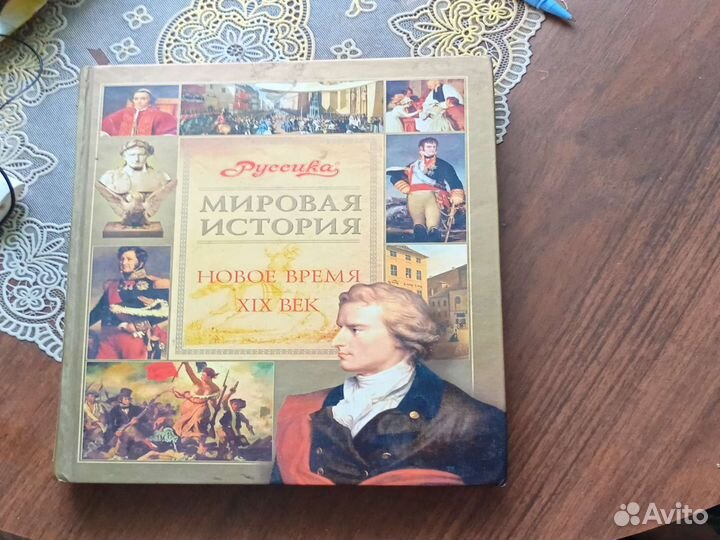 Руссика
МИРОВАЯ
ИСТОРИЯ
НОВОЕ ВРЕМЯ
XIX ВЕК
Avito